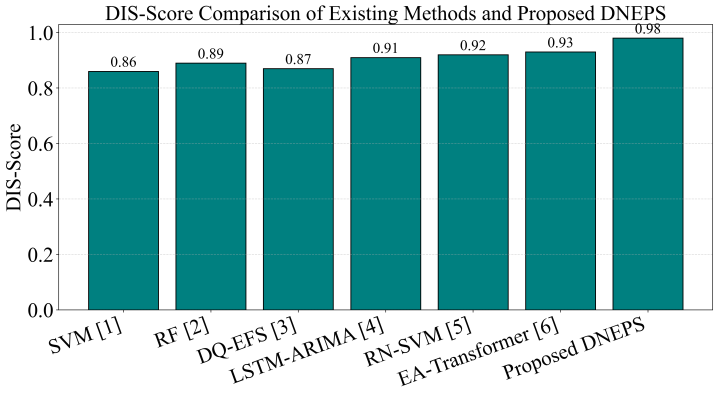 DIS-Score Comparison of Existing Methods and Proposed DNEPS
DIS-Score
1.0
0.8
0.6
0.4
0.2
0.0
0.86
0.89
0.87
0.91
0.92
0.93
0.98
SVM [1]
RF [2]
DQ-EFS [3]
LSTM-ARIMA [4]
RN-SVM [5]
EA-Transformer [6]
Proposed DNEPS